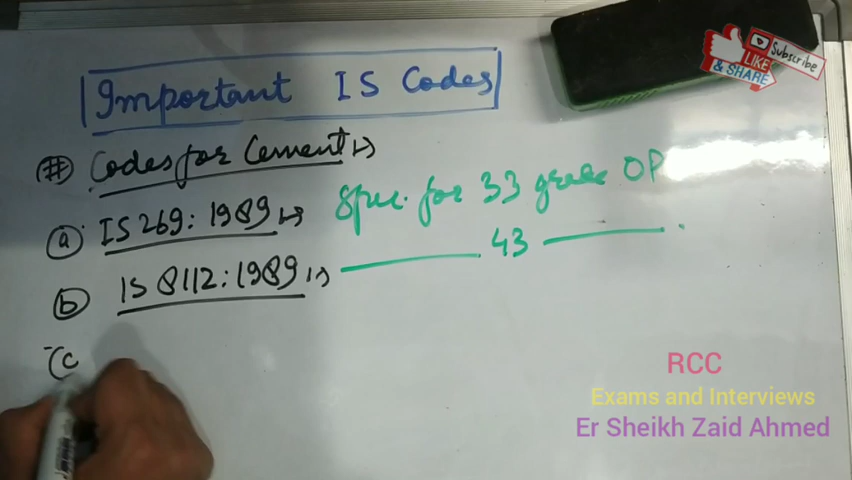 Important IS Codes
# Codes for Cement :->
(a) IS 269 : 1989 :-> Spec. for 33 grade OP
(b) IS 8112 : 1989 :-> ——— 43 ——— .
(c
Subscribe
LIKE
& SHARE
RCC
Exams and Interviews
Er Sheikh Zaid Ahmed